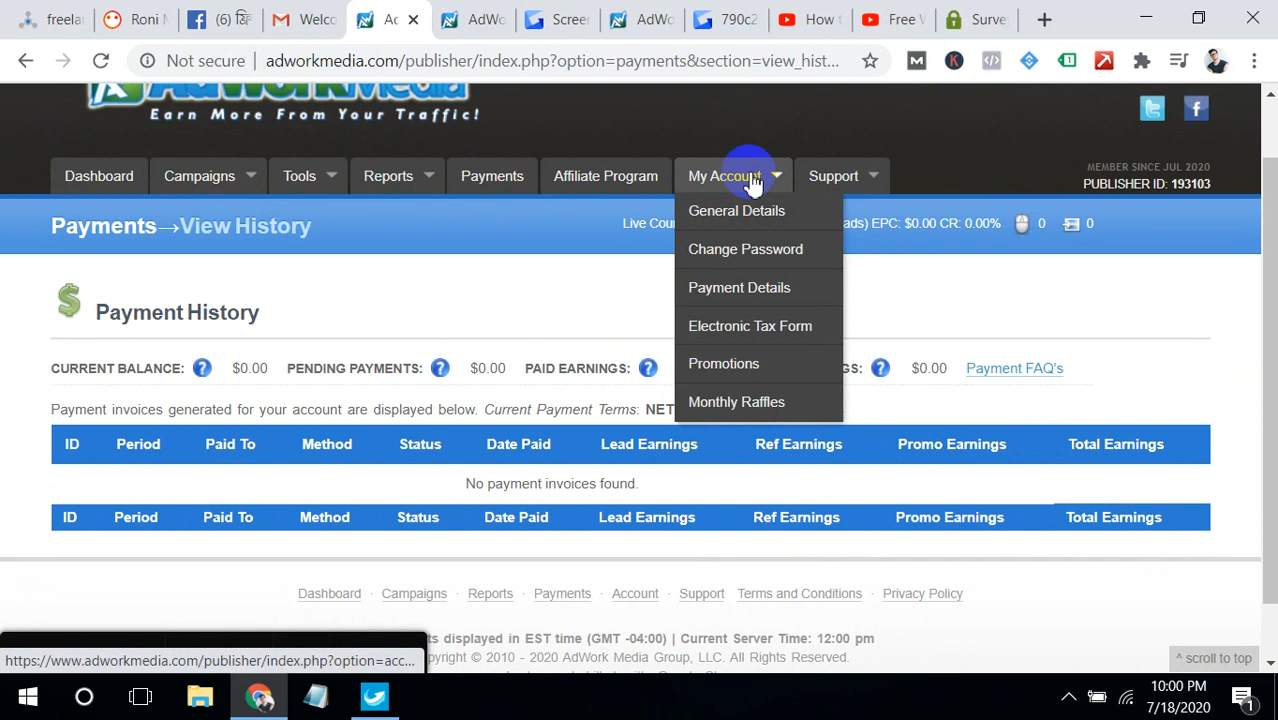 freelan
Roni M
(6)
Welco
Ad
AdWo
Screen
AdWo
790c2
How t
Free W
Surve
Not secure
adworkmedia.com/publisher/index.php?option=payments&section=view_hist...
AdWorkMedia
Earn More From Your Traffic!
MEMBER SINCE JUL 2020
PUBLISHER ID: 193103
Dashboard Campaigns Tools Reports Payments Affiliate Program My Account Support
Payments→View History
Live Cou
ads) EPC: $0.00 CR: 0.00% 0 0
General Details
Change Password
Payment Details
Electronic Tax Form
Promotions
Monthly Raffles
Payment History
CURRENT BALANCE: ? $0.00 PENDING PAYMENTS: ? $0.00 PAID EARNINGS: ? GS: ? $0.00 Payment FAQ's
Payment invoices generated for your account are displayed below. Current Payment Terms: NET
ID Period Paid To Method Status Date Paid Lead Earnings Ref Earnings Promo Earnings Total Earnings
No payment invoices found.
ID Period Paid To Method Status Date Paid Lead Earnings Ref Earnings Promo Earnings Total Earnings
Dashboard · Campaigns · Reports · Payments · Account · Support · Terms and Conditions · Privacy Policy
ts displayed in EST time (GMT -04:00) | Current Server Time: 12:00 pm
pyright © 2010 - 2020 AdWork Media Group, LLC. All Rights Reserved.
^ scroll to top
https://www.adworkmedia.com/publisher/index.php?option=acc...
10:00 PM
7/18/2020
1